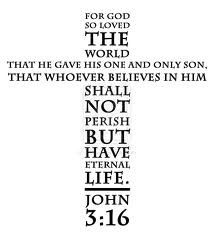 FOR GOD
SO LOVED
THE
WORLD
THAT HE GAVE HIS ONE AND ONLY SON,
THAT WHOEVER BELIEVES IN HIM
SHALL
NOT
PERISH
BUT
HAVE
ETERNAL
LIFE.
JOHN
3:16